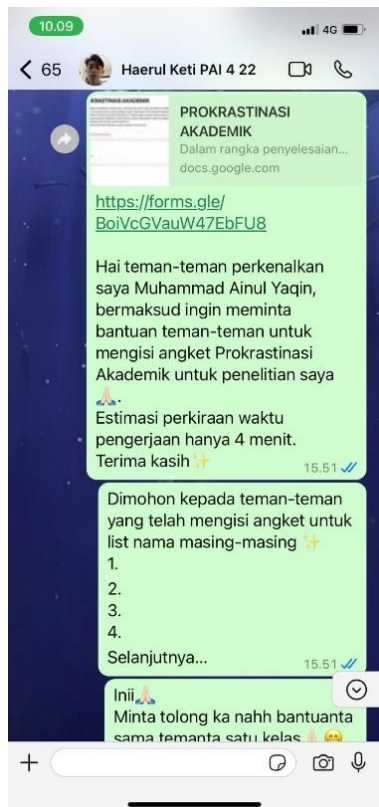 10.09
4G
65
Haerul Keti PAI 4 22
PROKRASTINASI
AKADEMIK
Dalam rangka penyelesaian...
docs.google.com
https://forms.gle/
BoiVcGVauW47EbFU8
Hai teman-teman perkenalkan
saya Muhammad Ainul Yaqin,
bermaksud ingin meminta
bantuan teman-teman untuk
mengisi angket Prokrastinasi
Akademik untuk penelitian saya
🙏🏻.
Estimasi perkiraan waktu
pengerjaan hanya 4 menit.
Terima kasih✨
15.51
Dimohon kepada teman-teman
yang telah mengisi angket untuk
list nama masing-masing ✨
1.
2.
3.
4.
Selanjutnya...
15.51
Inii🙏🏻
Minta tolong ka nahh bantuanta
sama temanta satu kelas🙏🏻😁